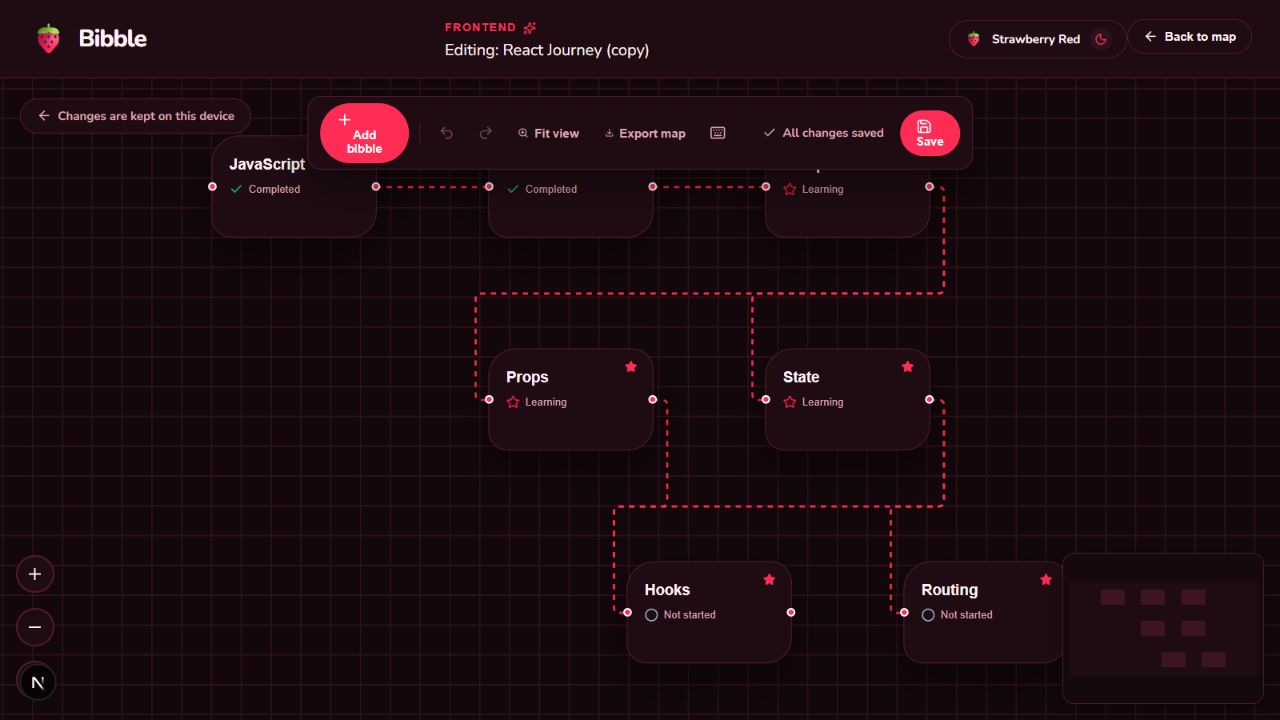 Bibble
FRONTEND
Editing: React Journey (copy)
Strawberry Red
Back to map
Changes are kept on this device
Add
bibble
Fit view
Export map
All changes saved
Save
JavaScript
Completed
Completed
Learning
Props
Learning
State
Learning
Hooks
Not started
Routing
Not started
N